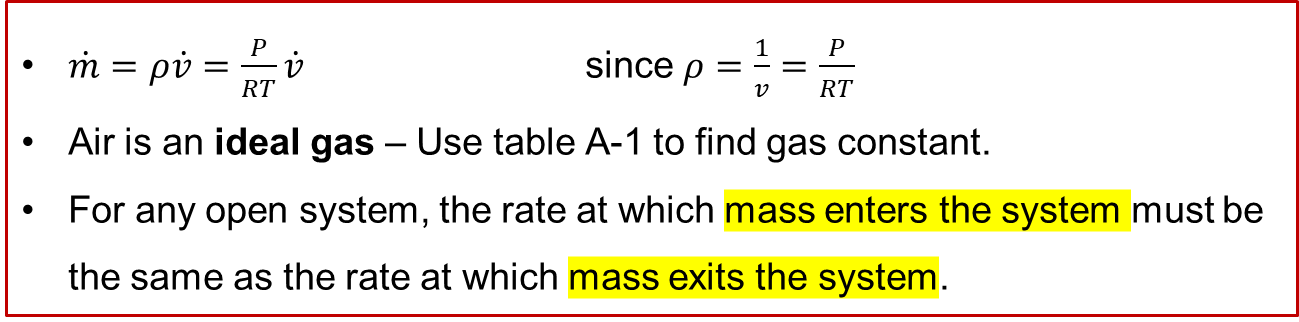 • ṁ = ρv̇ = P/RT v̇ since ρ = 1/v = P/RT
• Air is an ideal gas – Use table A-1 to find gas constant.
• For any open system, the rate at which mass enters the system must be
the same as the rate at which mass exits the system.